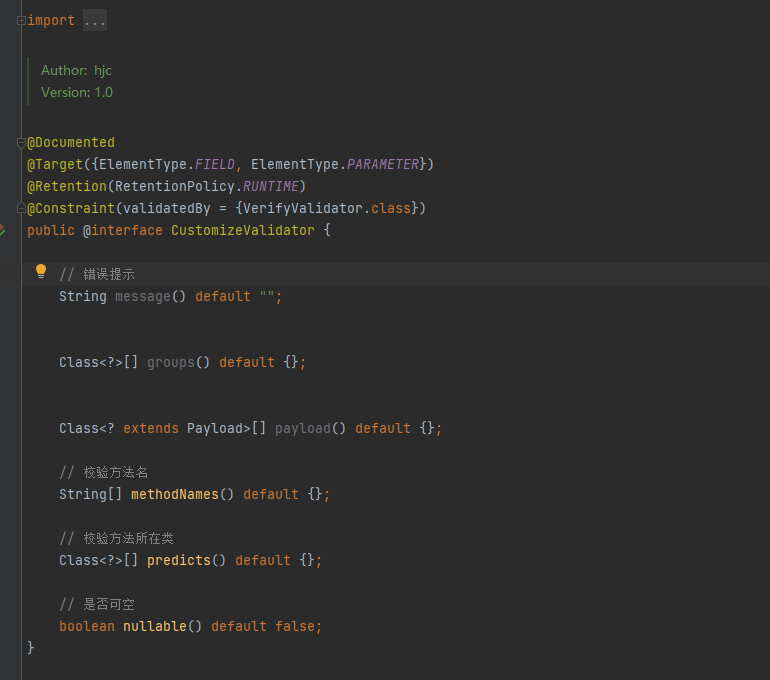 import ...
Author: hjc
Version: 1.0
@Documented
@Target({ElementType.FIELD, ElementType.PARAMETER})
@Retention(RetentionPolicy.RUNTIME)
@Constraint(validatedBy = {VerifyValidator.class})
public @interface CustomizeValidator {
// 错误提示
String message() default "";
Class<?>[] groups() default {};
Class<? extends Payload>[] payload() default {};
// 校验方法名
String[] methodNames() default {};
// 校验方法所在类
Class<?>[] predicts() default {};
// 是否可空
boolean nullable() default false;
}